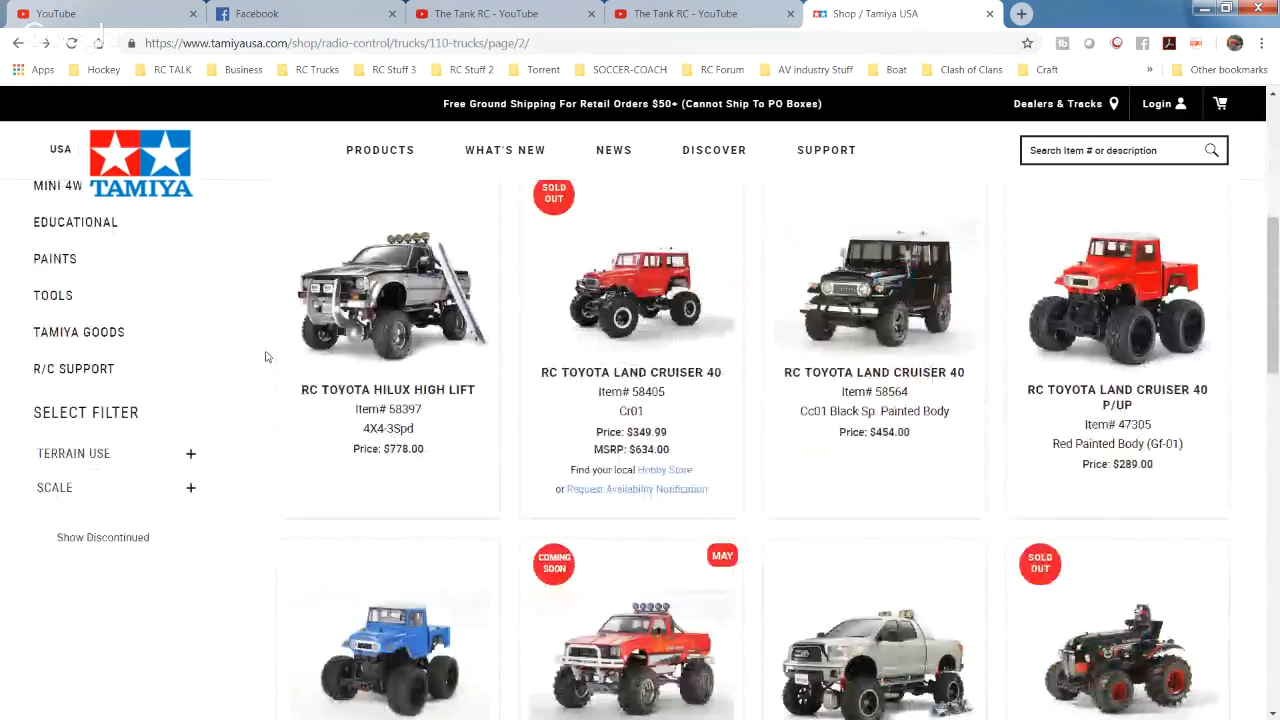 YouTube
Facebook
The Tank RC - YouTube
The Tank RC - YouTube
Shop / Tamiya USA
https://www.tamiyausa.com/shop/radio-control/trucks/110-trucks/page/2/
Apps
Hockey
RC TALK
Business
RC Trucks
RC Stuff 3
RC Stuff 2
Torrent
SOCCER-COACH
RC Forum
AV industry Stuff
Boat
Clash of Clans
Craft
»
Other bookmarks
Free Ground Shipping For Retail Orders $50+ (Cannot Ship To PO Boxes)
Dealers & Tracks
Login
USA
TAMIYA
PRODUCTS
WHAT'S NEW
NEWS
DISCOVER
SUPPORT
Search Item # or description
MINI 4W
EDUCATIONAL
PAINTS
TOOLS
TAMIYA GOODS
R/C SUPPORT
SELECT FILTER
TERRAIN USE +
SCALE +
Show Discontinued
RC TOYOTA HILUX HIGH LIFT
Item# 58397
4X4-3Spd
Price: $778.00
SOLD
OUT
RC TOYOTA LAND CRUISER 40
Item# 58405
Cr01
Price: $349.99
MSRP: $634.00
Find your local Hobby Store
or Request Availability Notification
RC TOYOTA LAND CRUISER 40
Item# 58564
Cc01 Black Sp. Painted Body
Price: $454.00
RC TOYOTA LAND CRUISER 40
P/UP
Item# 47305
Red Painted Body (Gf-01)
Price: $289.00
COMING
SOON
MAY
SOLD
OUT